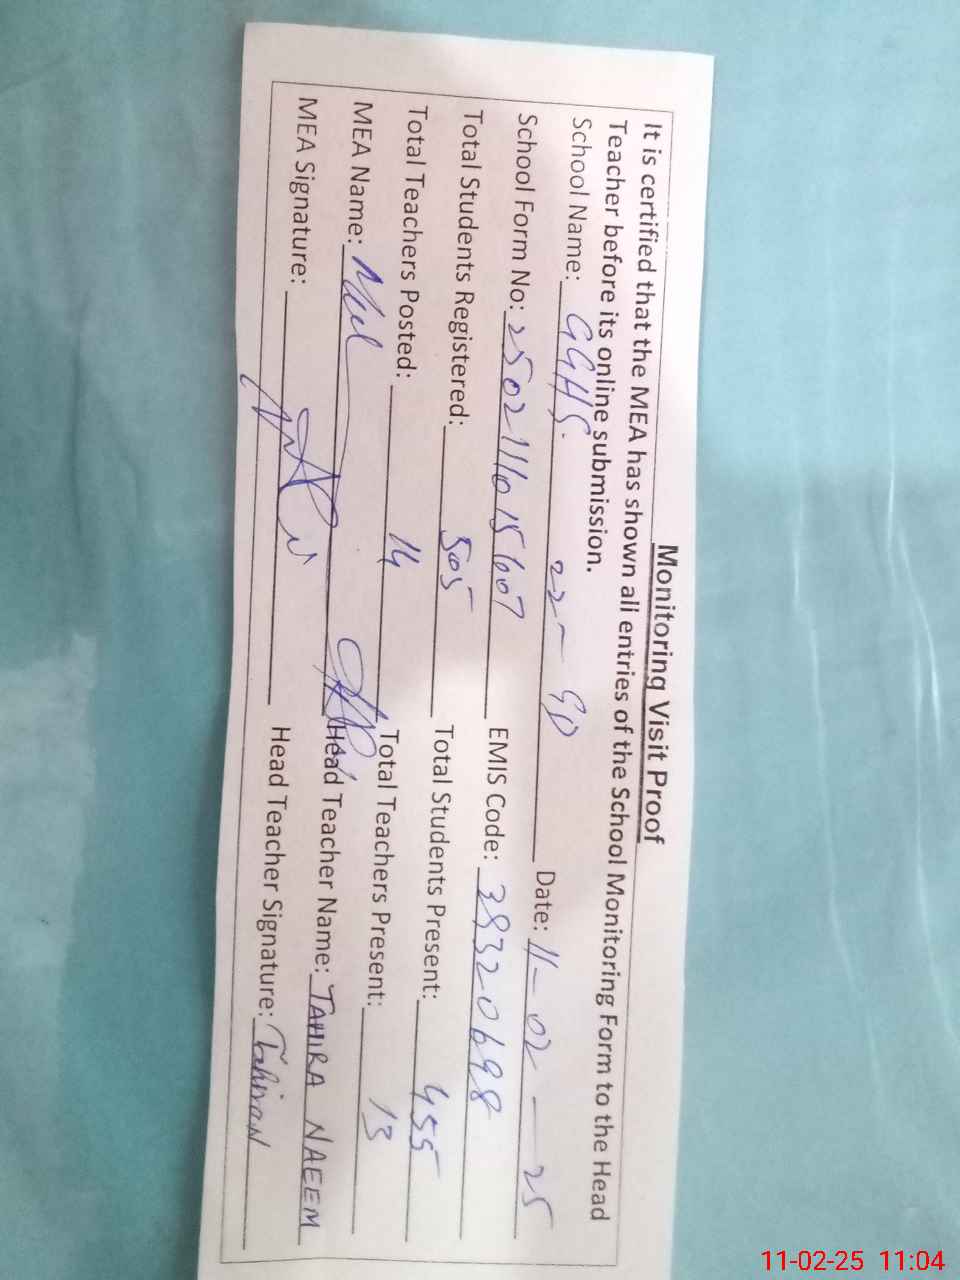 Monitoring Visit Proof
It is certified that the MEA has shown all entries of the School Monitoring Form to the Head
Teacher before its online submission.
School Name: GGHS. 22- GD Date: 11-02-25
School Form No: 25021116015607 EMIS Code: 38320698
Total Students Registered: 505 Total Students Present: 455
Total Teachers Posted: 14 Total Teachers Present: 13
MEA Name: Head Teacher Name: TAHIRA NAEEM
MEA Signature: Head Teacher Signature:
11-02-25 11:04